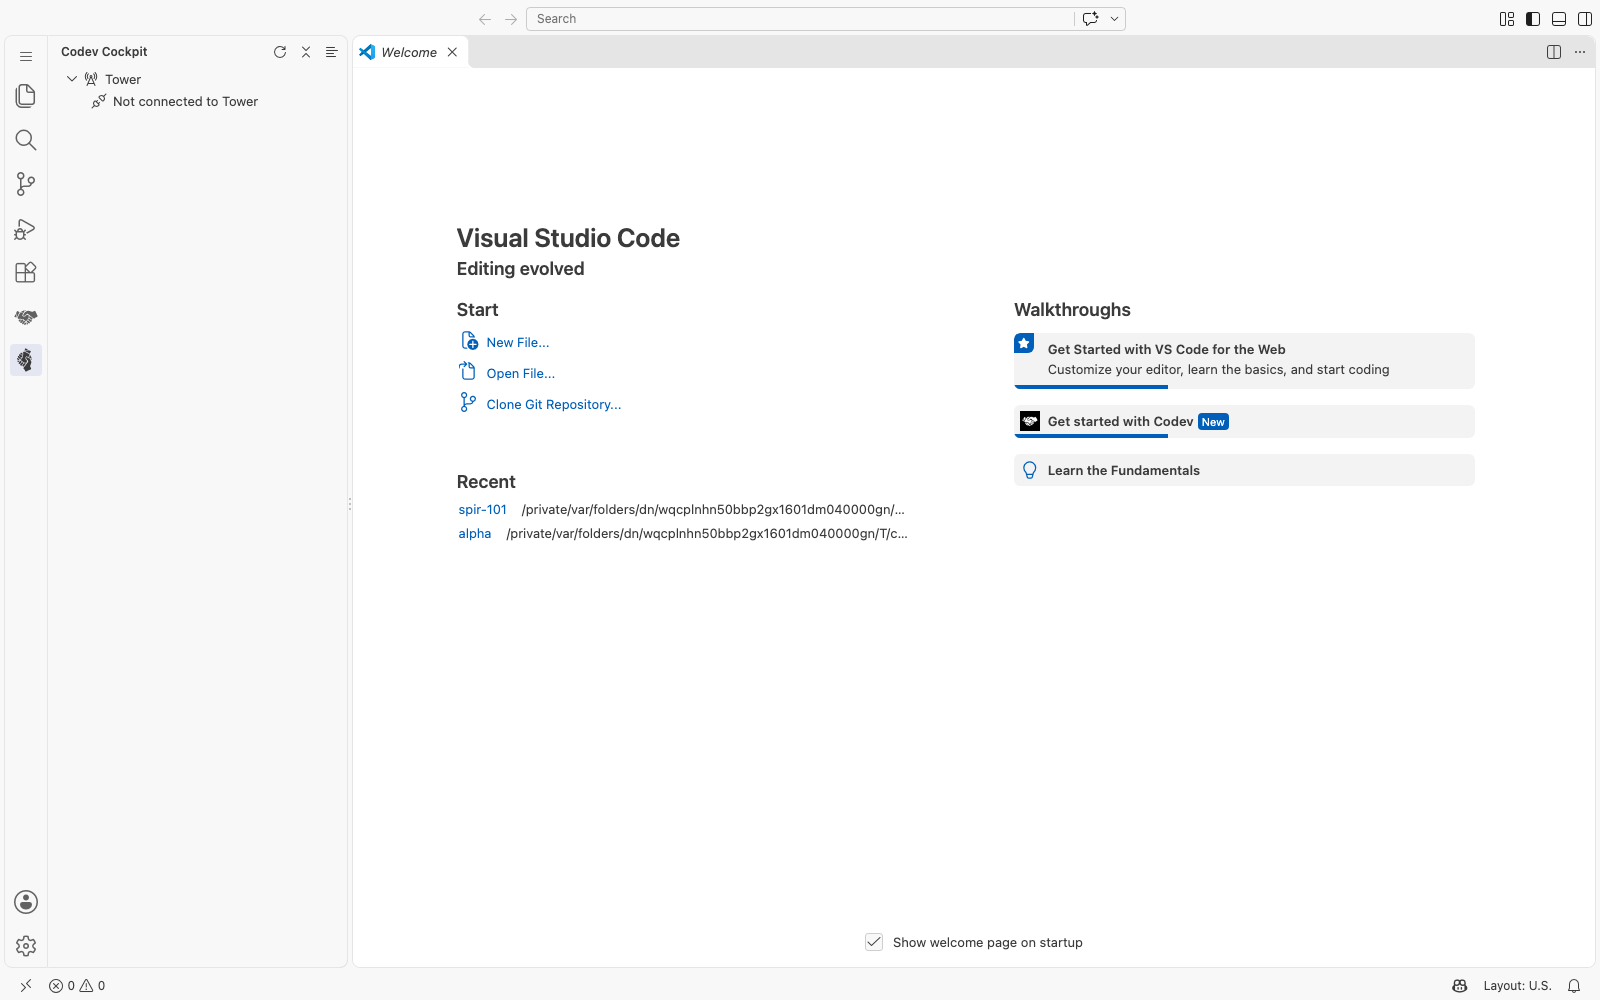 Search
Codev Cockpit
Tower
Not connected to Tower
Welcome
Visual Studio Code
Editing evolved
Start
New File...
Open File...
Clone Git Repository...
Recent
spir-101 /private/var/folders/dn/wqcplnhn50bbp2gx1601dm040000gn/...
alpha /private/var/folders/dn/wqcplnhn50bbp2gx1601dm040000gn/T/c...
Walkthroughs
Get Started with VS Code for the Web
Customize your editor, learn the basics, and start coding
Get started with Codev New
Learn the Fundamentals
Show welcome page on startup
0 0
Layout: U.S.